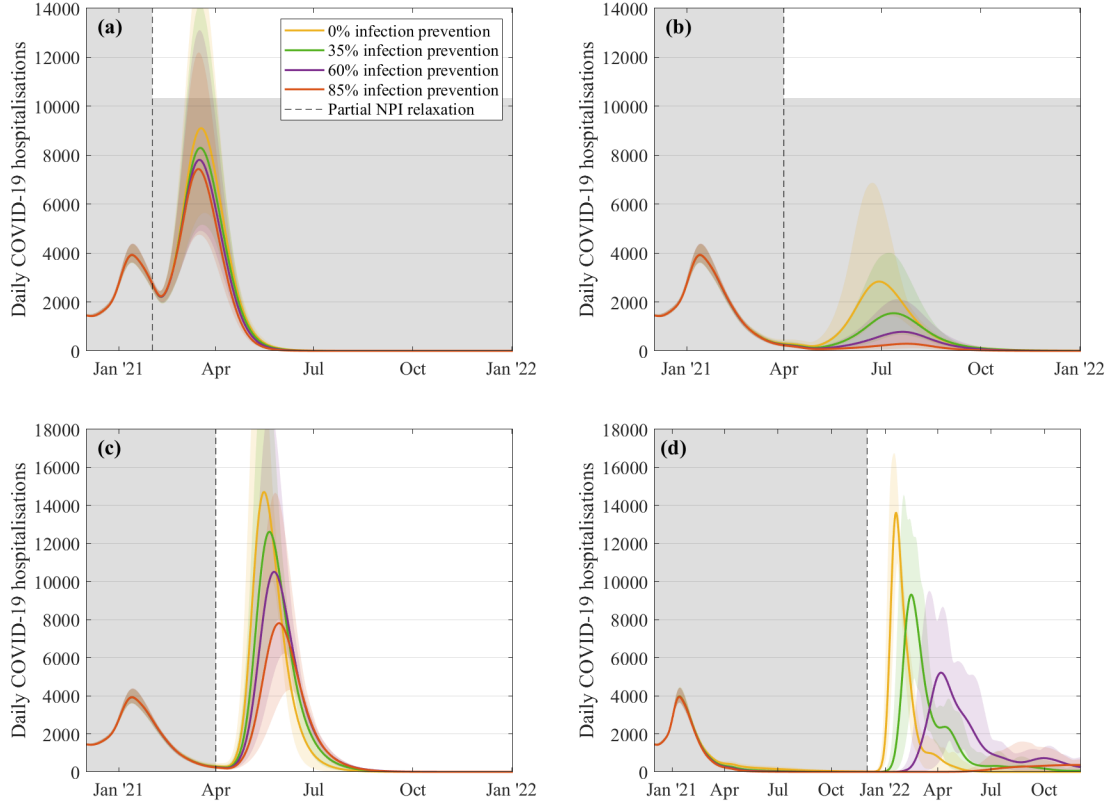 (a)
0% infection prevention
35% infection prevention
60% infection prevention
85% infection prevention
Partial NPI relaxation
Daily COVID-19 hospitalisations
14000
12000
10000
8000
6000
4000
2000
0
Jan '21
Apr
Jul
Oct
Jan '22
(b)
Daily COVID-19 hospitalisations
14000
12000
10000
8000
6000
4000
2000
0
Jan '21
Apr
Jul
Oct
Jan '22
(c)
Daily COVID-19 hospitalisations
18000
16000
14000
12000
10000
8000
6000
4000
2000
0
Jan '21
Apr
Jul
Oct
Jan '22
(d)
Daily COVID-19 hospitalisations
18000
16000
14000
12000
10000
8000
6000
4000
2000
0
Jan '21
Apr
Jul
Oct
Jan '22
Apr
Jul
Oct